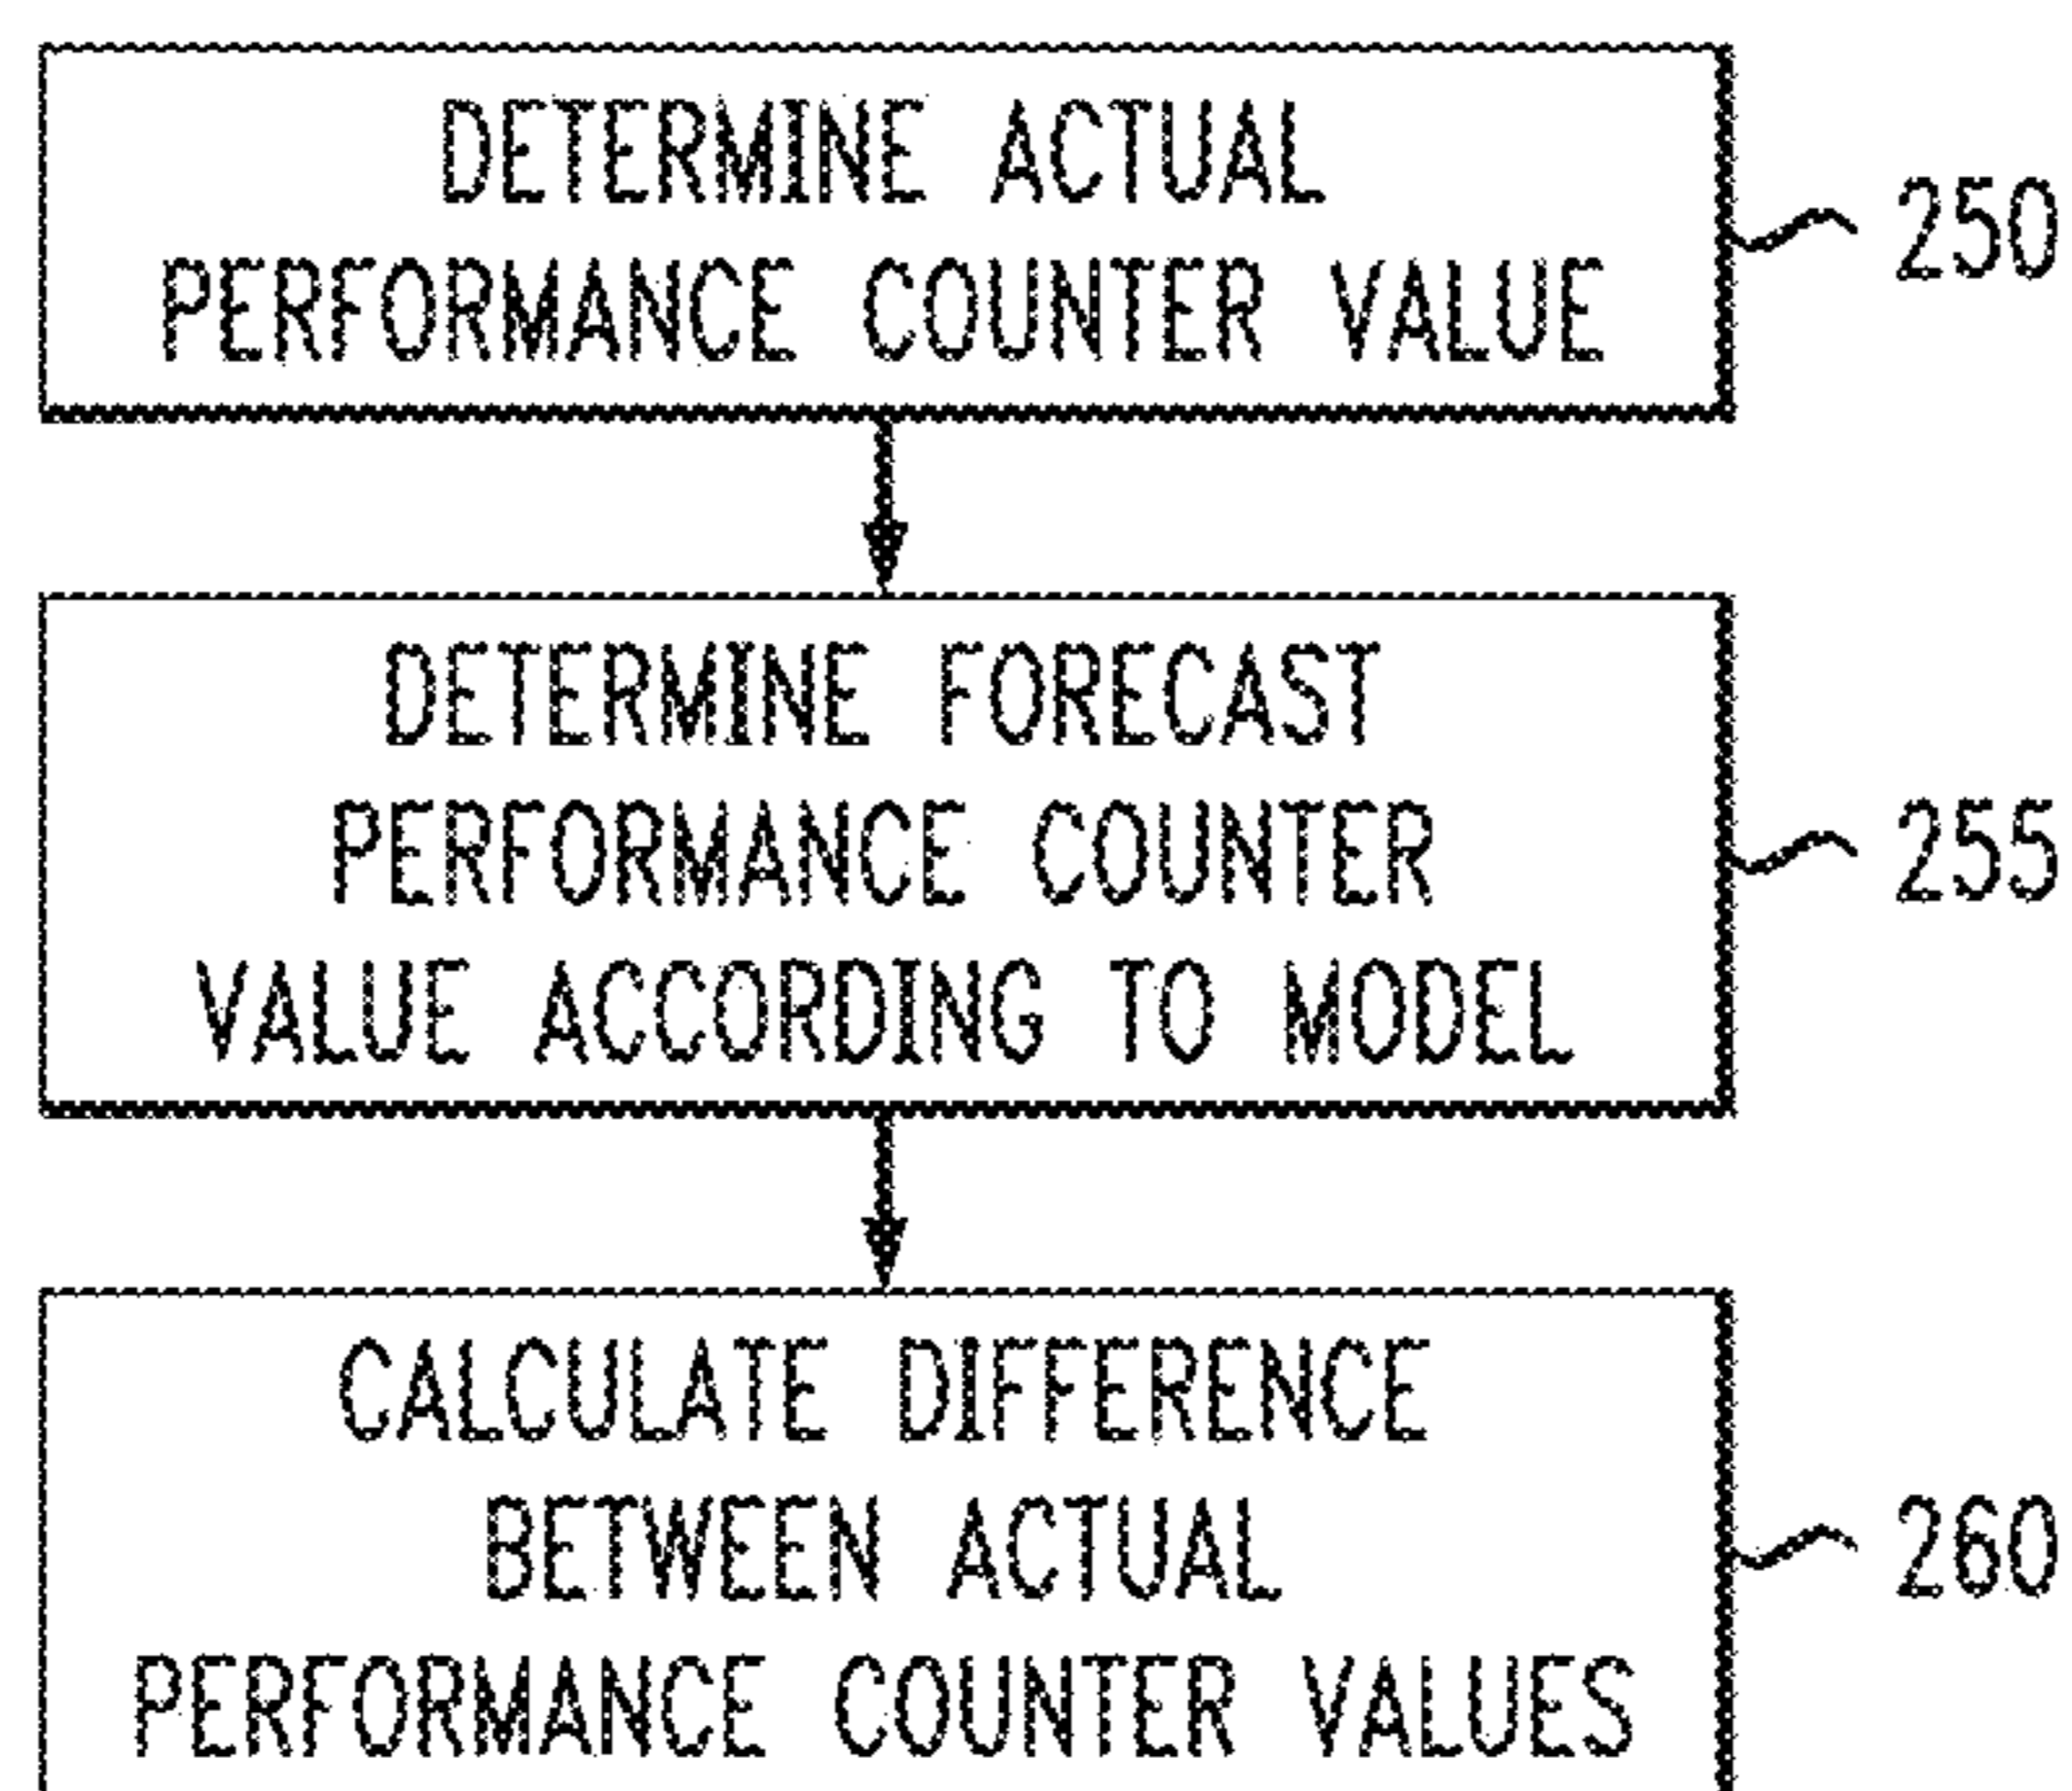 DETERMINE ACTUAL
PERFORMANCE COUNTER VALUE
250
DETERMINE FORECAST
PERFORMANCE COUNTER
VALUE ACCORDING TO MODEL
255
CALCULATE DIFFERENCE
BETWEEN ACTUAL
PERFORMANCE COUNTER VALUES
260